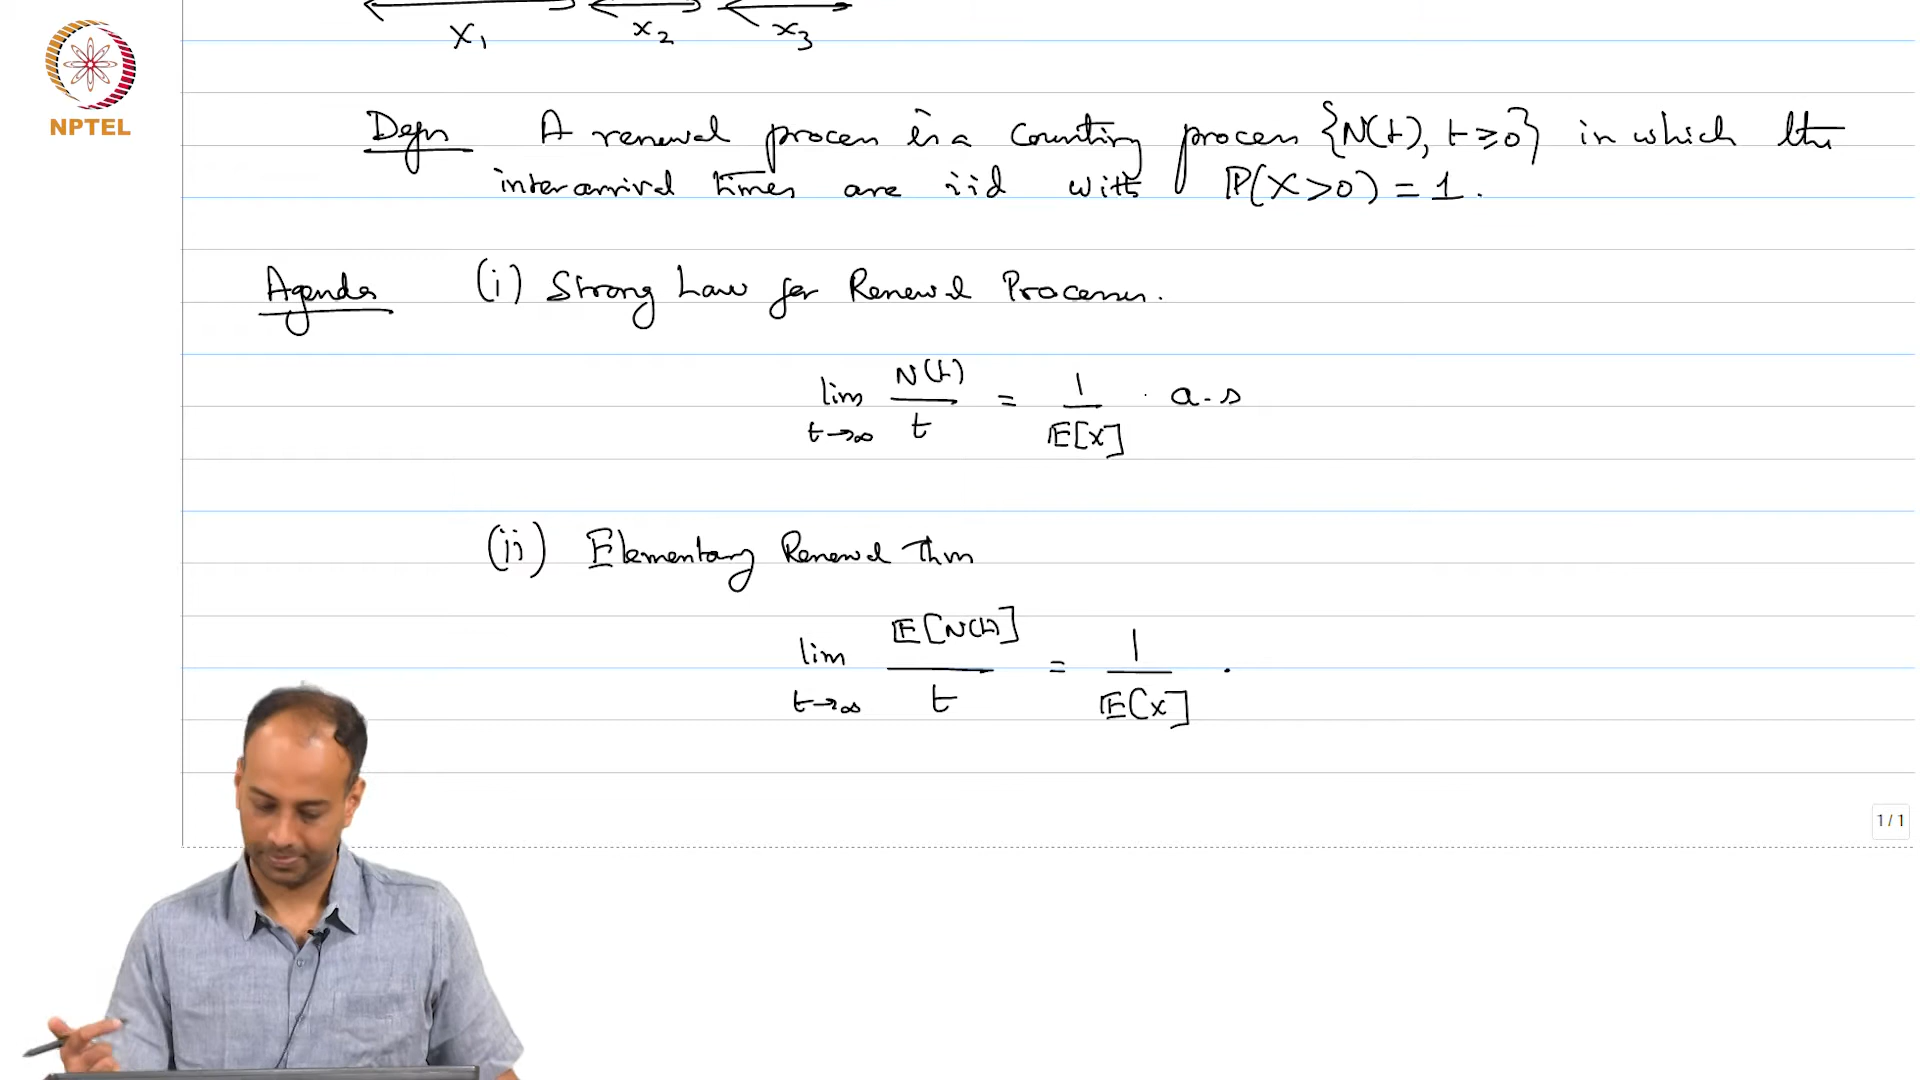 X₁ X₂ X₃
NPTEL
Defn A renewal process is a counting process {N(t), t ≥ 0} in which the
interarrival times are iid with ℙ(X > 0) = 1.
Agenda (i) Strong Law for Renewal Processes.
lim t→∞ N(t)/t = 1/𝔼[X] . a.s
(ii) Elementary Renewal Thm
lim t→∞ 𝔼[N(t)]/t = 1/𝔼[X] .
1 / 1